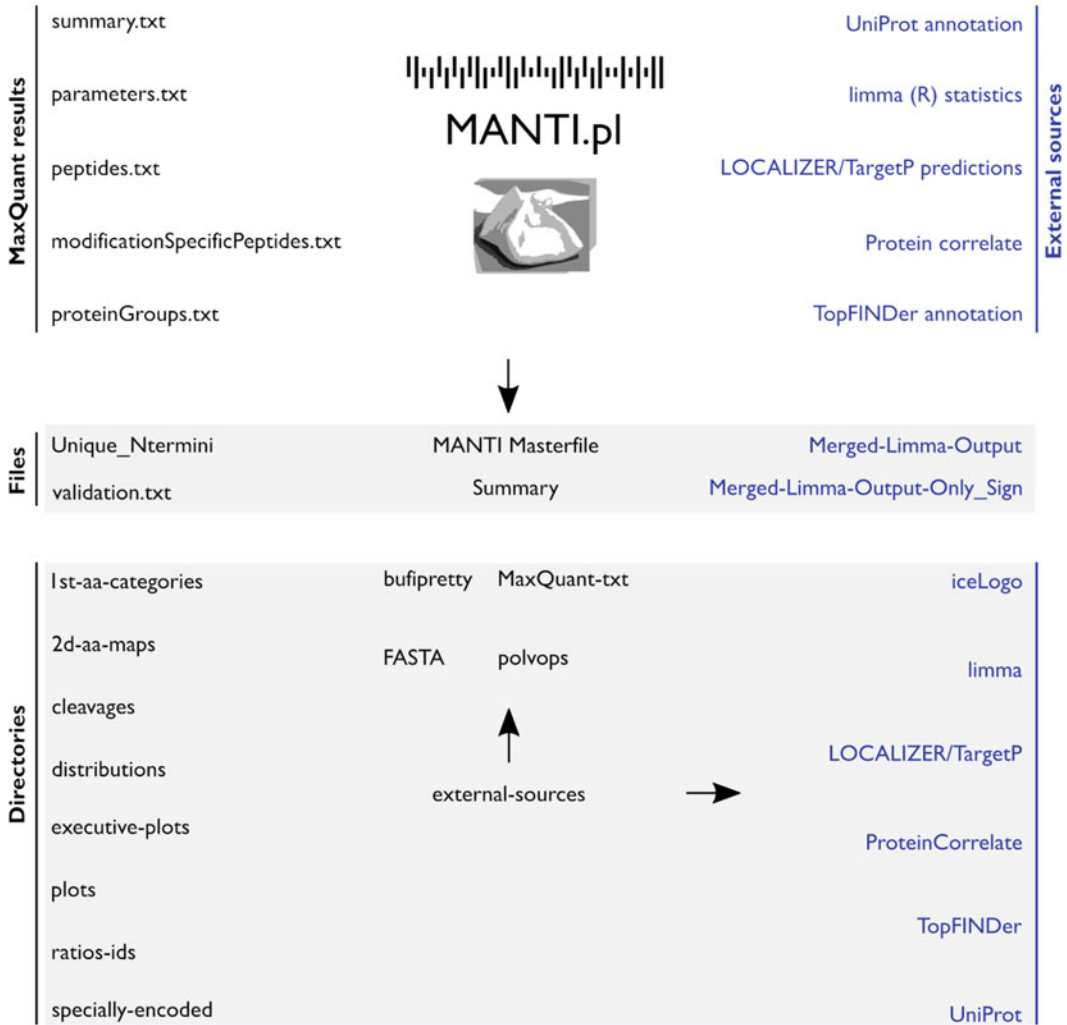 MaxQuant results
summary.txt
parameters.txt
peptides.txt
modificationSpecificPeptides.txt
proteinGroups.txt
MANTI.pl
External sources
UniProt annotation
limma (R) statistics
LOCALIZER/TargetP predictions
Protein correlate
TopFINDer annotation
Files
Unique_Ntermini
MANTI Masterfile
Merged-Limma-Output
validation.txt
Summary
Merged-Limma-Output-Only_Sign
Directories
1st-aa-categories
2d-aa-maps
cleavages
distributions
executive-plots
plots
ratios-ids
specially-encoded
bufipretty
MaxQuant-txt
FASTA
polvops
external-sources
iceLogo
limma
LOCALIZER/TargetP
ProteinCorrelate
TopFINDer
UniProt